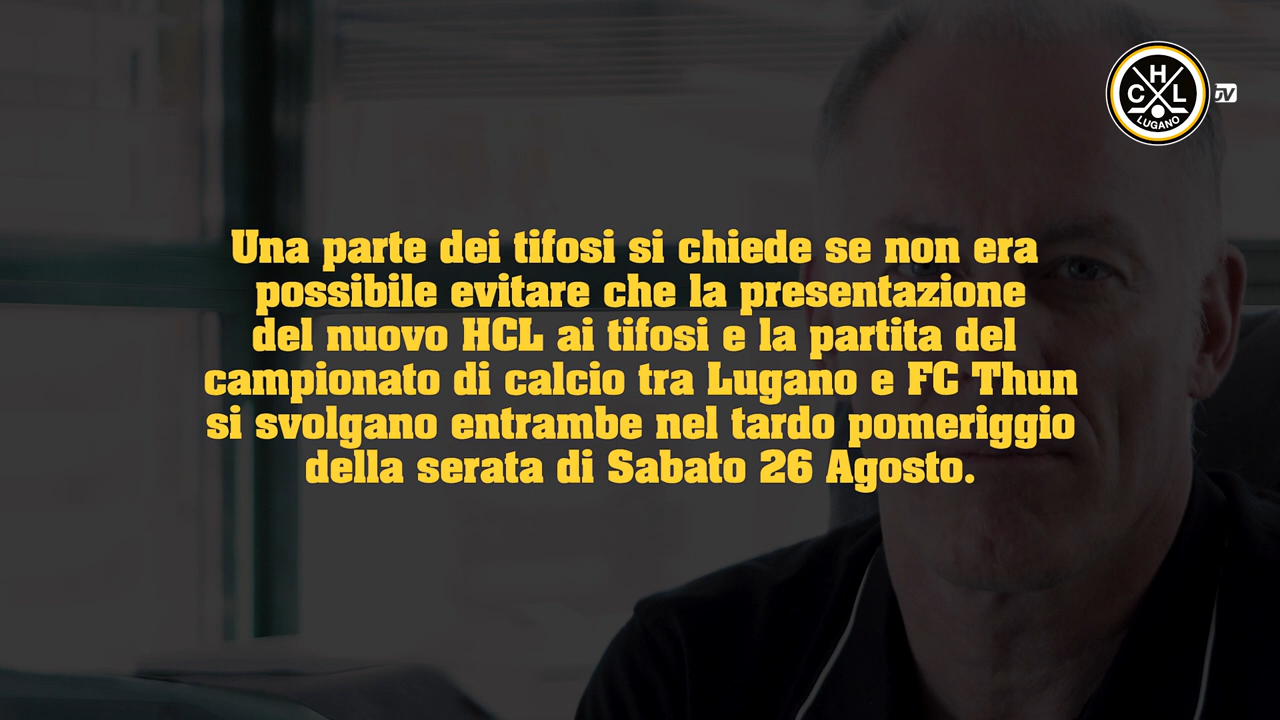 H
C L
LUGANO
TV
Una parte dei tifosi si chiede se non era
possibile evitare che la presentazione
del nuovo HCL ai tifosi e la partita del
campionato di calcio tra Lugano e FC Thun
si svolgano entrambe nel tardo pomeriggio
della serata di Sabato 26 Agosto.